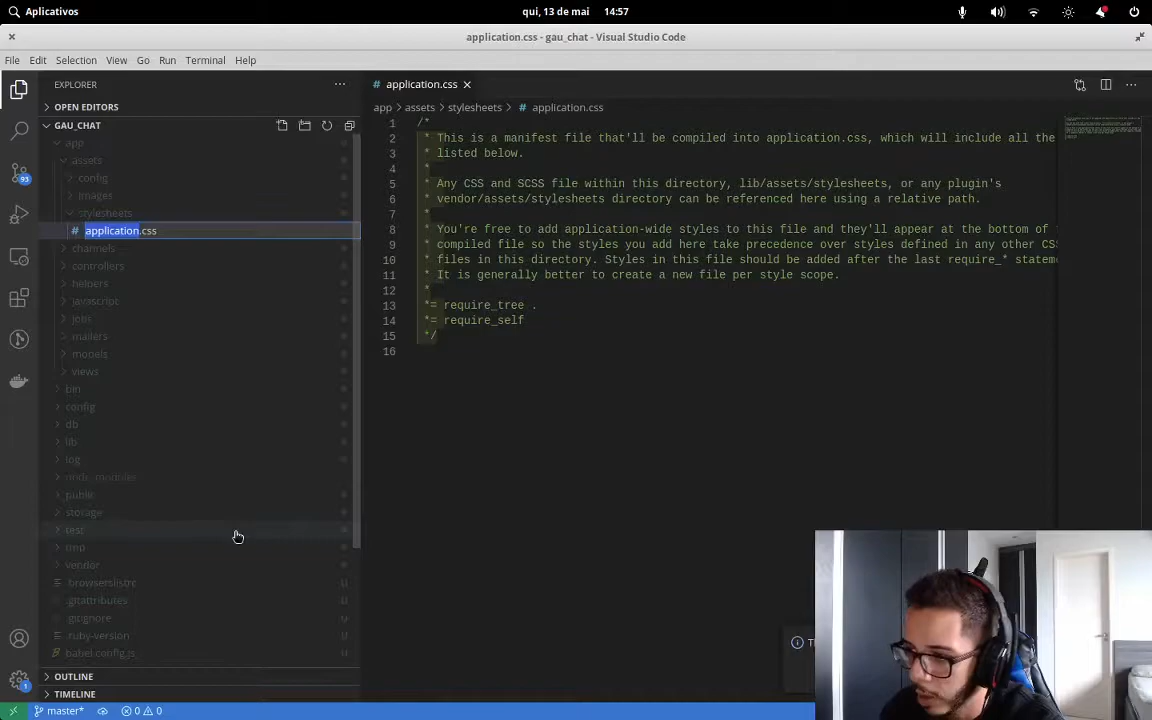 Aplicativos
qui, 13 de mai 14:57
application.css - gau_chat - Visual Studio Code
File Edit Selection View Go Run Terminal Help
EXPLORER
OPEN EDITORS
GAU_CHAT
app
assets
config
images
stylesheets
application.css
channels
controllers
helpers
javascript
jobs
mailers
models
views
bin
config
db
lib
log
node_modules
public
storage
test
tmp
vendor
.browserslistrc U
.gitattributes U
.gitignore U
.ruby-version U
babel.config.js U
OUTLINE
TIMELINE
93
1
master* 0 0
application.css
app > assets > stylesheets > application.css
1 /*
2 * This is a manifest file that'll be compiled into application.css, which will include all the
3 * listed below.
4 *
5 * Any CSS and SCSS file within this directory, lib/assets/stylesheets, or any plugin's
6 * vendor/assets/stylesheets directory can be referenced here using a relative path.
7 *
8 * You're free to add application-wide styles to this file and they'll appear at the bottom of
9 * compiled file so the styles you add here take precedence over styles defined in any other CSS
10 * files in this directory. Styles in this file should be added after the last require_* statem
11 * It is generally better to create a new file per style scope.
12 *
13 *= require_tree .
14 *= require_self
15 */
16